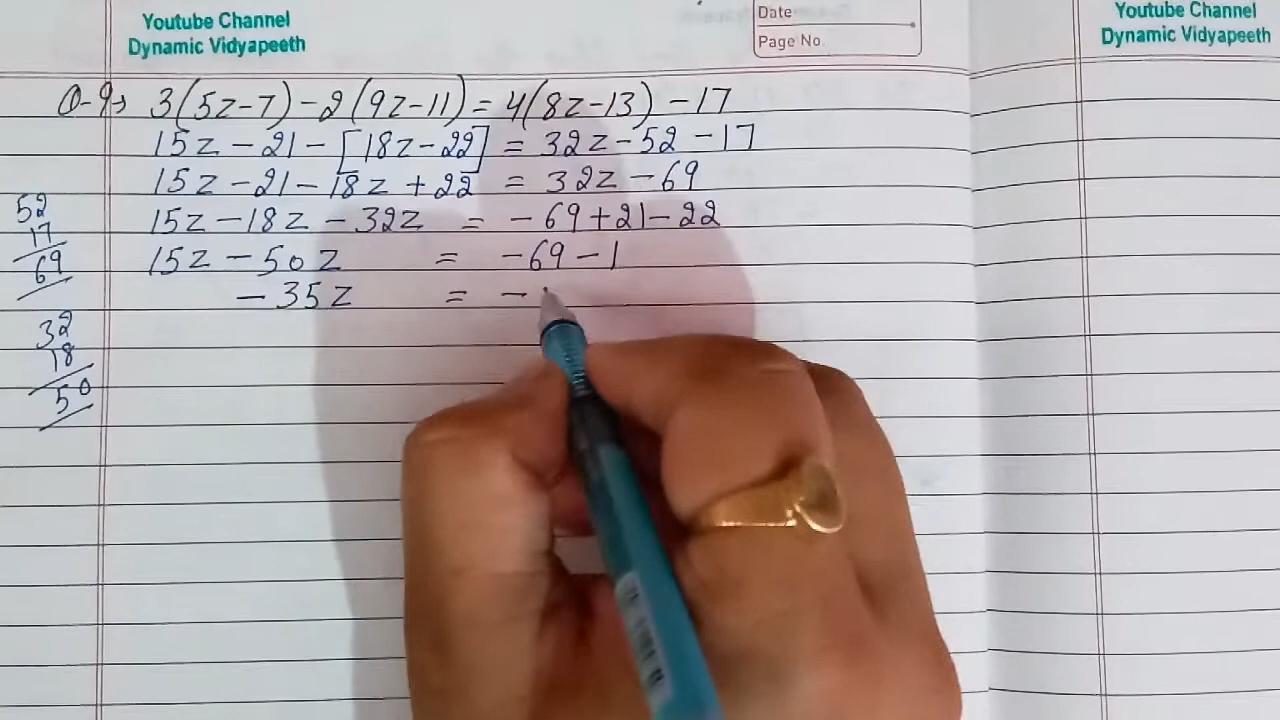 Youtube Channel
Dynamic Vidyapeeth
Date
Page No.
Youtube Channel
Dynamic Vidyapeeth
Q-9→ 3(5z-7)-2(9z-11)=4(8z-13)-17
15z-21-[18z-22]=32z-52-17
15z-21-18z+22=32z-69
15z-18z-32z=-69+21-22
15z-50z=-69-1
-35z=-
52
17
69
32
18
50